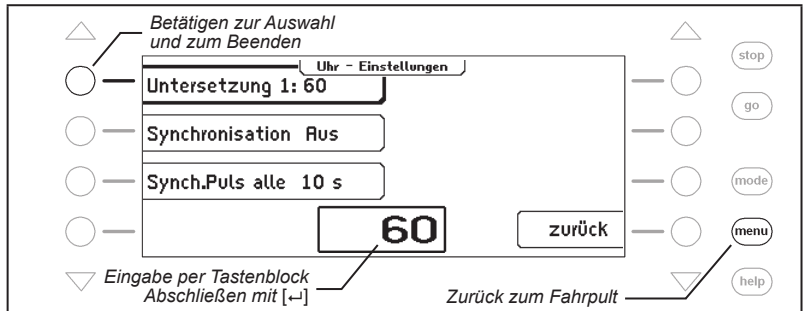 Betätigen zur Auswahl
und zum Beenden
stop
Uhr - Einstellungen
Untersetzung 1: 60
go
Synchronisation Aus
Synch.Puls alle 10 s
mode
60
zurück
menu
Eingabe per Tastenblock
Abschließen mit [↵]
Zurück zum Fahrpult
help